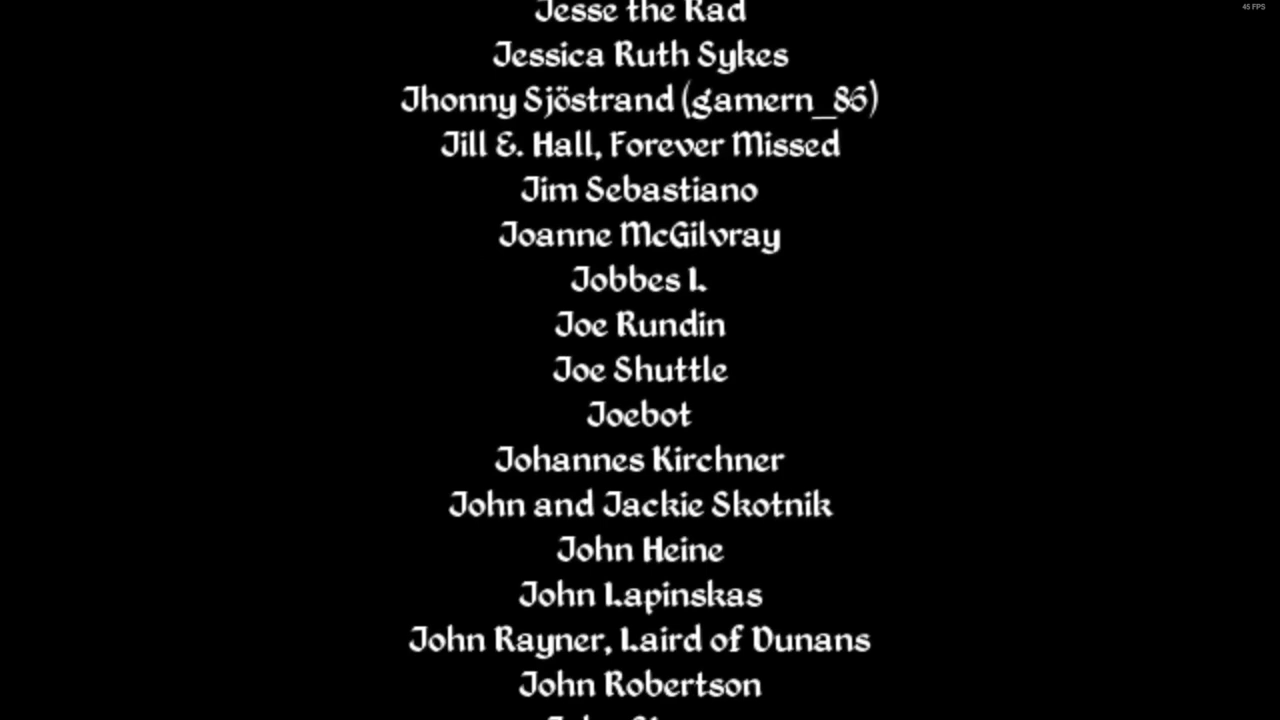 45 FPS
Jesse the Rad
Jessica Ruth Sykes
Jhonny Sjöstrand (gamern_86)
Jill E. Hall, Forever Missed
Jim Sebastiano
Joanne McGilvray
Jobbes L.
Joe Rundin
Joe Shuttle
Joebot
Johannes Kirchner
John and Jackie Skotnik
John Heine
John Lapinskas
John Rayner, Laird of Dunans
John Robertson